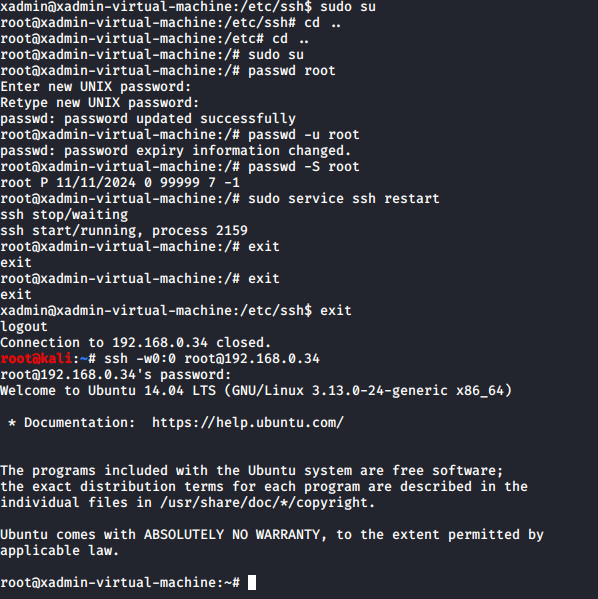 xadmin@xadmin-virtual-machine:/etc/ssh$ sudo su
root@xadmin-virtual-machine:/etc/ssh# cd ..
root@xadmin-virtual-machine:/etc# cd ..
root@xadmin-virtual-machine:/# sudo su
root@xadmin-virtual-machine:/# passwd root
Enter new UNIX password:
Retype new UNIX password:
passwd: password updated successfully
root@xadmin-virtual-machine:/# passwd -u root
passwd: password expiry information changed.
root@xadmin-virtual-machine:/# passwd -S root
root P 11/11/2024 0 99999 7 -1
root@xadmin-virtual-machine:/# sudo service ssh restart
ssh stop/waiting
ssh start/running, process 2159
root@xadmin-virtual-machine:/# exit
exit
root@xadmin-virtual-machine:/# exit
exit
xadmin@xadmin-virtual-machine:/etc/ssh$ exit
logout
Connection to 192.168.0.34 closed.
root@kali:~# ssh -w0:0 root@192.168.0.34
root@192.168.0.34's password:
Welcome to Ubuntu 14.04 LTS (GNU/Linux 3.13.0-24-generic x86_64)
* Documentation:  https://help.ubuntu.com/
The programs included with the Ubuntu system are free software;
the exact distribution terms for each program are described in the
individual files in /usr/share/doc/*/copyright.
Ubuntu comes with ABSOLUTELY NO WARRANTY, to the extent permitted by
applicable law.
root@xadmin-virtual-machine:~#